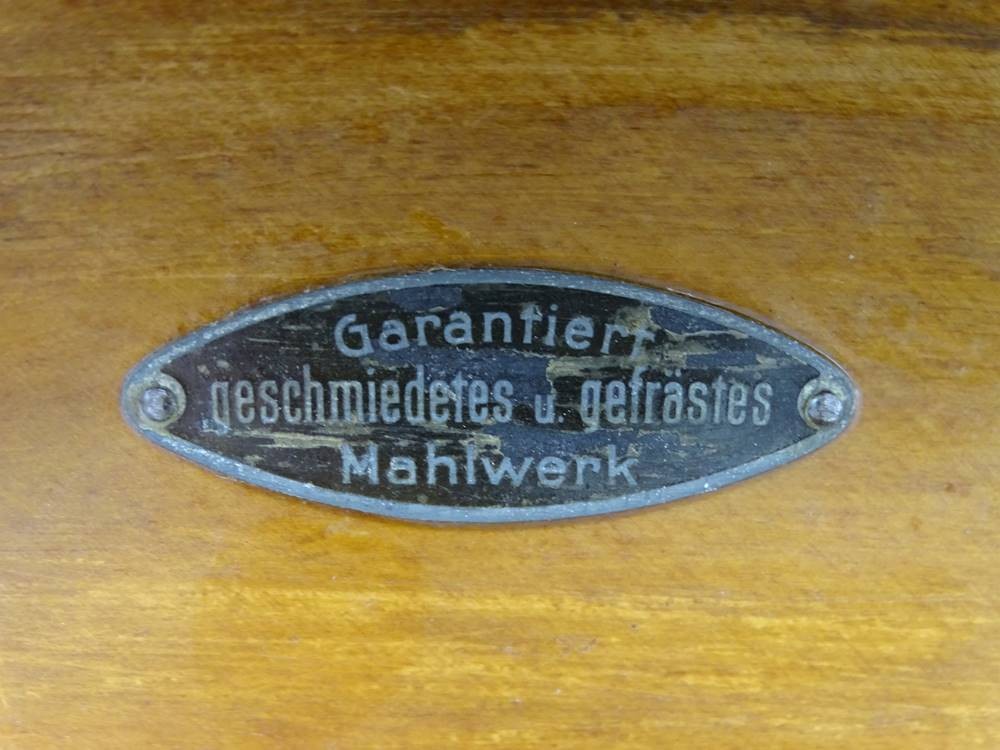 Garantiert
geschmiedetes u. gefrästes
Mahlwerk